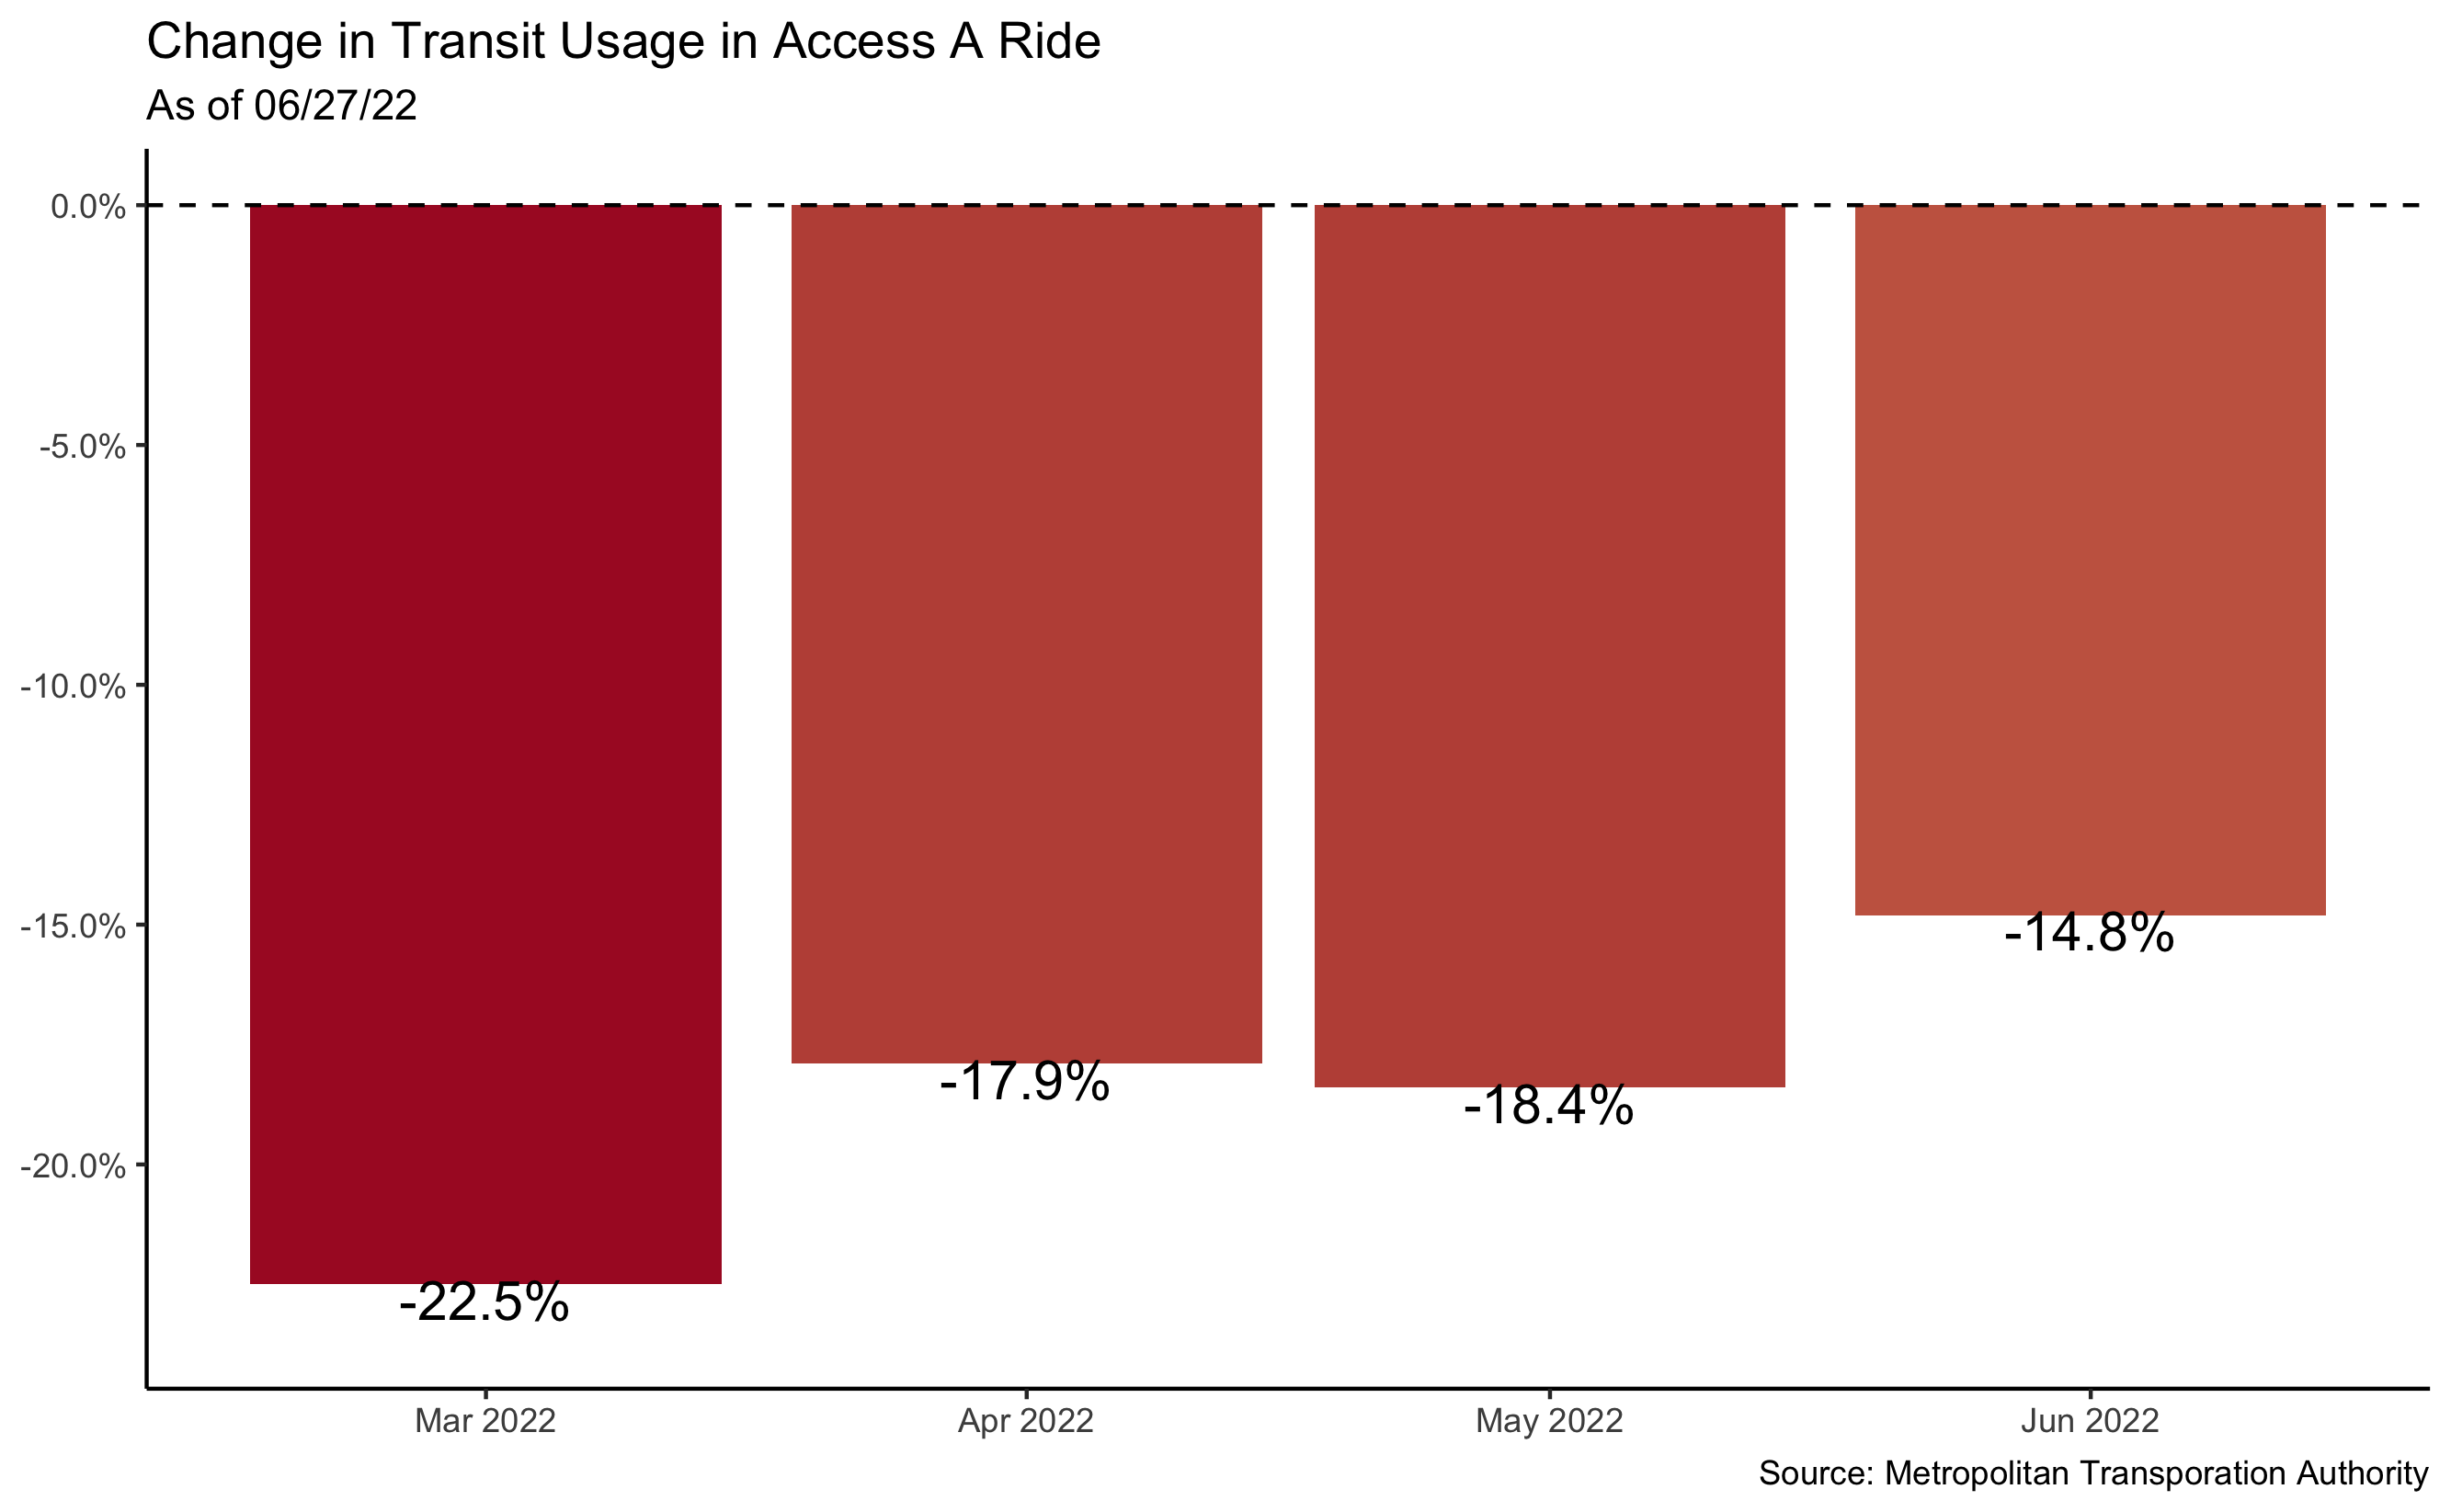 Change in Transit Usage in Access A Ride
As of 06/27/22
0.0%
-5.0%
-10.0%
-15.0%
-20.0%
-22.5%
-17.9%
-18.4%
-14.8%
Mar 2022
Apr 2022
May 2022
Jun 2022
Source: Metropolitan Transporation Authority